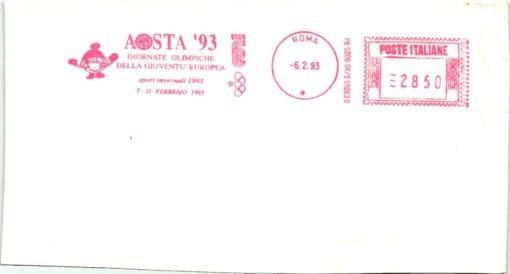 AOSTA '93
GIORNATE OLIMPICHE
DELLA GIOVENTU' EUROPEA
sport invernali 1993
7 - 11 FEBBRAIO 1993
ROMA
-6.2.93
POSTE ITALIANE
2850